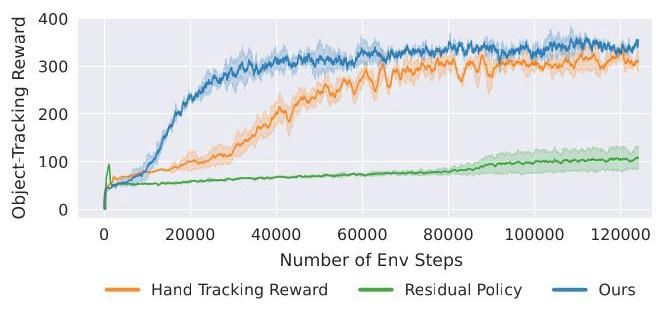 Object-Tracking Reward
400
300
200
100
0
0 20000 40000 60000 80000 100000 120000
Number of Env Steps
Hand Tracking Reward Residual Policy Ours